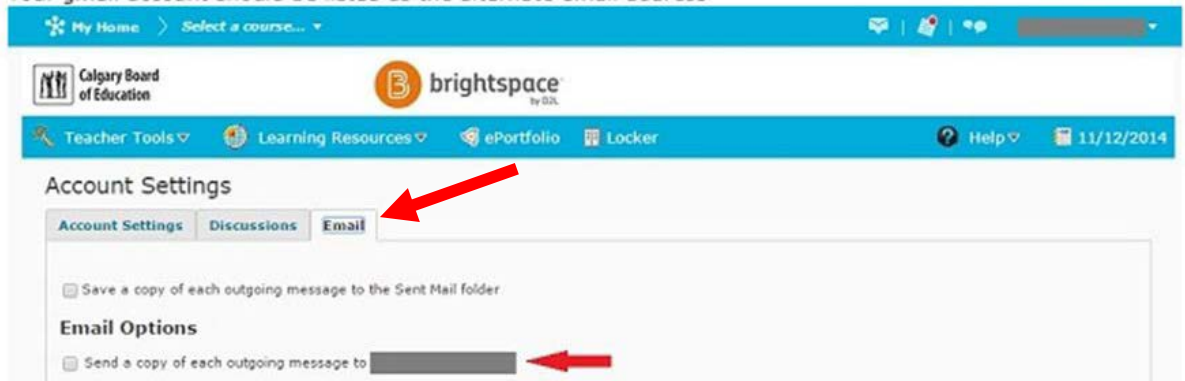 My Home Select a course...
Calgary Board
of Education
brightspace
by D2L
Teacher Tools Learning Resources ePortfolio Locker Help 11/12/2014
Account Settings
Account Settings Discussions Email
Save a copy of each outgoing message to the Sent Mail folder
Email Options
Send a copy of each outgoing message to